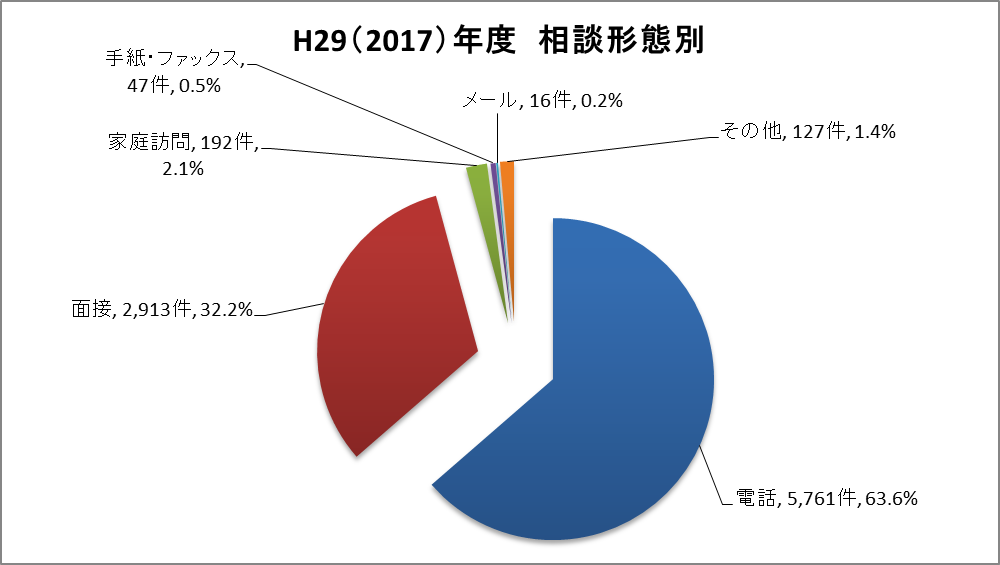 H29（2017）年度　相談形態別
手紙・ファックス,
47件, 0.5%
メール, 16件, 0.2%
家庭訪問, 192件,
2.1%
その他, 127件, 1.4%
面接, 2,913件, 32.2%
電話, 5,761件, 63.6%